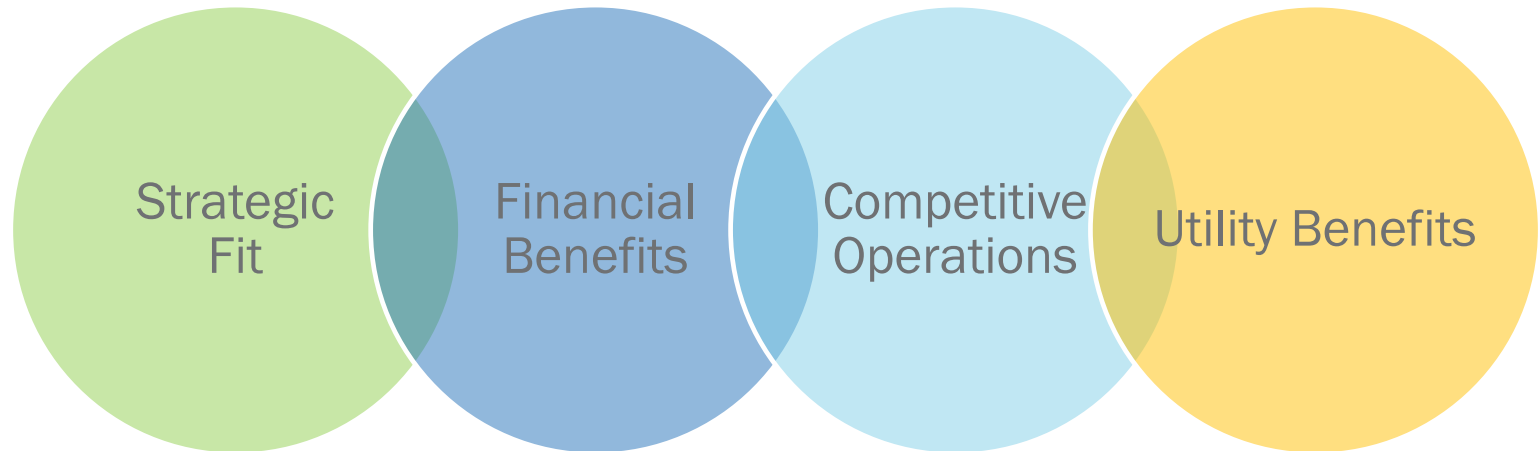 Strategic
Fit
Financial
Benefits
Competitive
Operations
Utility Benefits